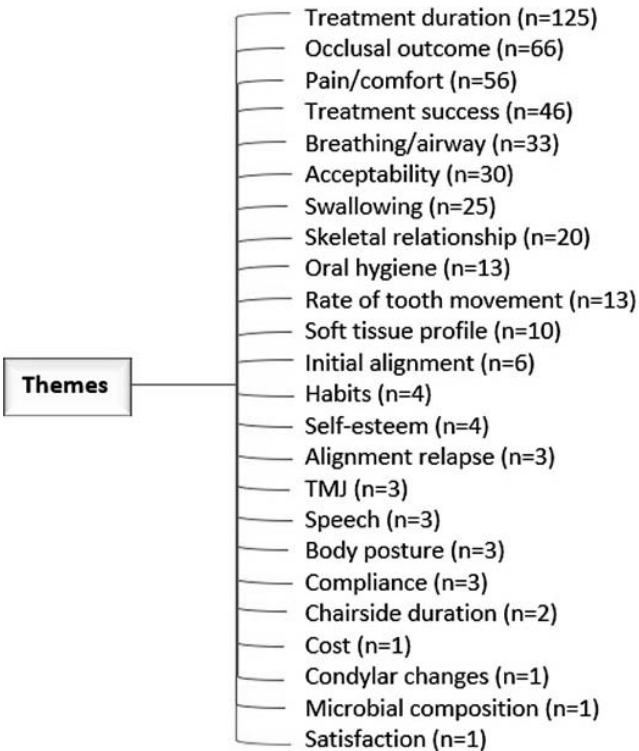 Treatment duration (n=125)
Occlusal outcome (n=66)
Pain/comfort (n=56)
Treatment success (n=46)
Breathing/airway (n=33)
Acceptability (n=30)
Swallowing (n=25)
Skeletal relationship (n=20)
Oral hygiene (n=13)
Rate of tooth movement (n=13)
Soft tissue profile (n=10)
Initial alignment (n=6)
Themes
Habits (n=4)
Self-esteem (n=4)
Alignment relapse (n=3)
TMJ (n=3)
Speech (n=3)
Body posture (n=3)
Compliance (n=3)
Chairside duration (n=2)
Cost (n=1)
Condylar changes (n=1)
Microbial composition (n=1)
Satisfaction (n=1)